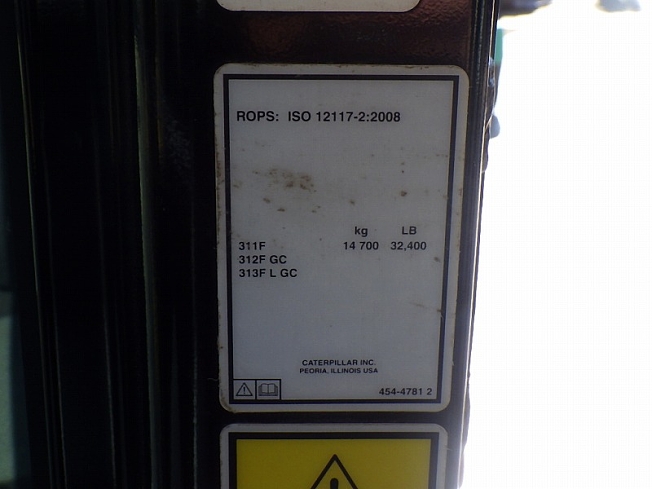 ROPS: ISO 12117-2:2008
kg LB
311F 14 700 32,400
312F GC
313F L GC
CATERPILLAR INC.
PEORIA, ILLINOIS USA
454-4781 2